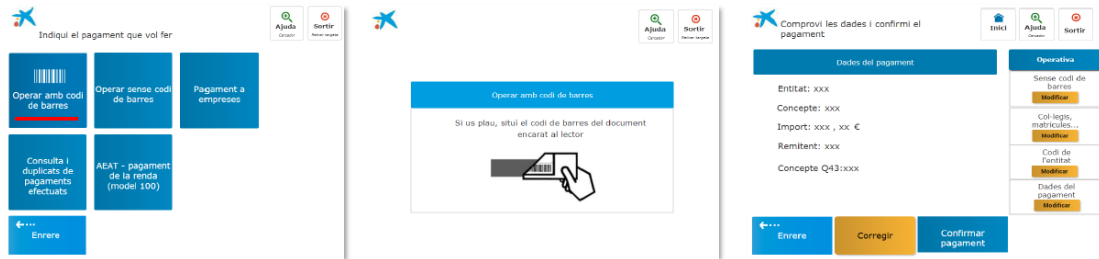 Indiqui el pagament que vol fer
Ajuda
Cercador
Sortir
Retirar targeta
Operar amb codi
de barres
Operar sense codi
de barres
Pagament a
empreses
Consulta i
duplicats de
pagaments
efectuats
AEAT - pagament
de la renda
(model 100)
Enrere
Ajuda
Cercador
Sortir
Retirar targeta
Operar amb codi de barres
Si us plau, situï el codi de barres del document
encarat al lector
Comprovi les dades i confirmi el
pagament
Inici
Ajuda
Cercador
Sortir
Dades del pagament
Entitat: xxx
Concepte: xxx
Import: xxx , xx €
Remitent: xxx
Concepte Q43:xxx
Operativa
Sense codi de
barres
Modificar
Col·legis,
matrícules...
Modificar
Codi de
l'entitat
Modificar
Dades del
pagament
Modificar
Enrere
Corregir
Confirmar
pagament